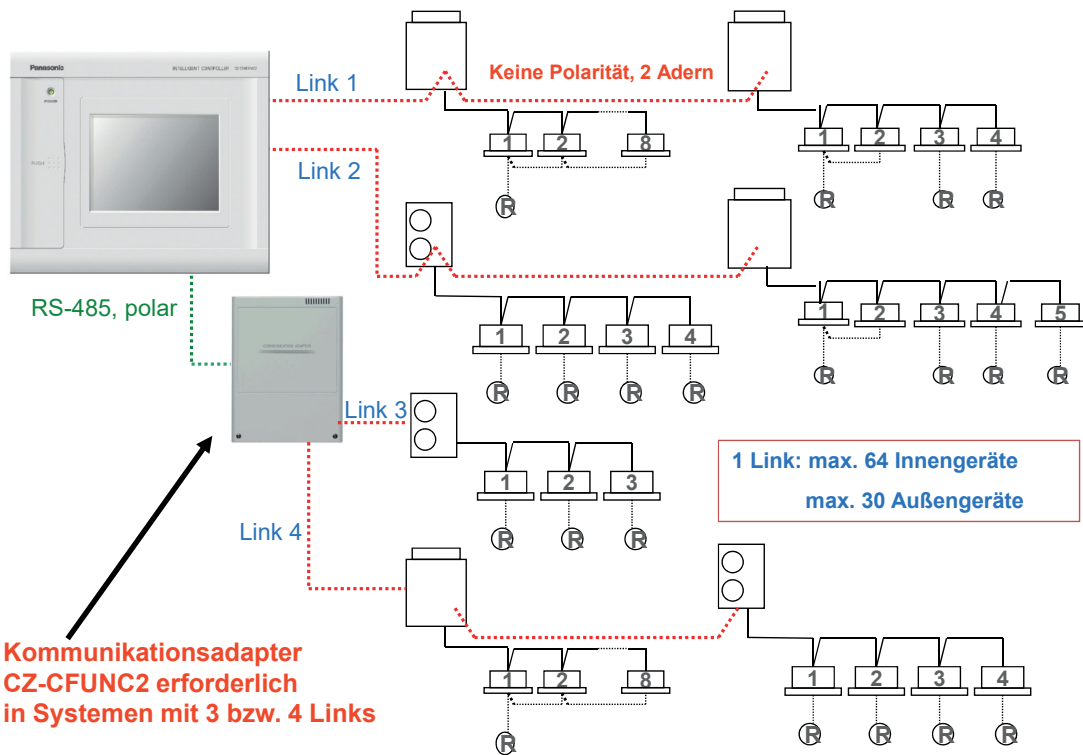 Panasonic
INTELLIGENT CONTROLLER
POWER
PUSH
Link 1
Keine Polarität, 2 Adern
1 2 8
R
1 2 3 4
R R R
Link 2
1 2 3 4
R R R R
1 2 3 4 5
R R R R
RS-485, polar
COMMUNICATION ADAPTER
Link 3
1 2 3
R R R
1 Link: max. 64 Innengeräte
max. 30 Außengeräte
Link 4
1 2 8
R
1 2 3 4
R R R R
Kommunikationsadapter
CZ-CFUNC2 erforderlich
in Systemen mit 3 bzw. 4 Links